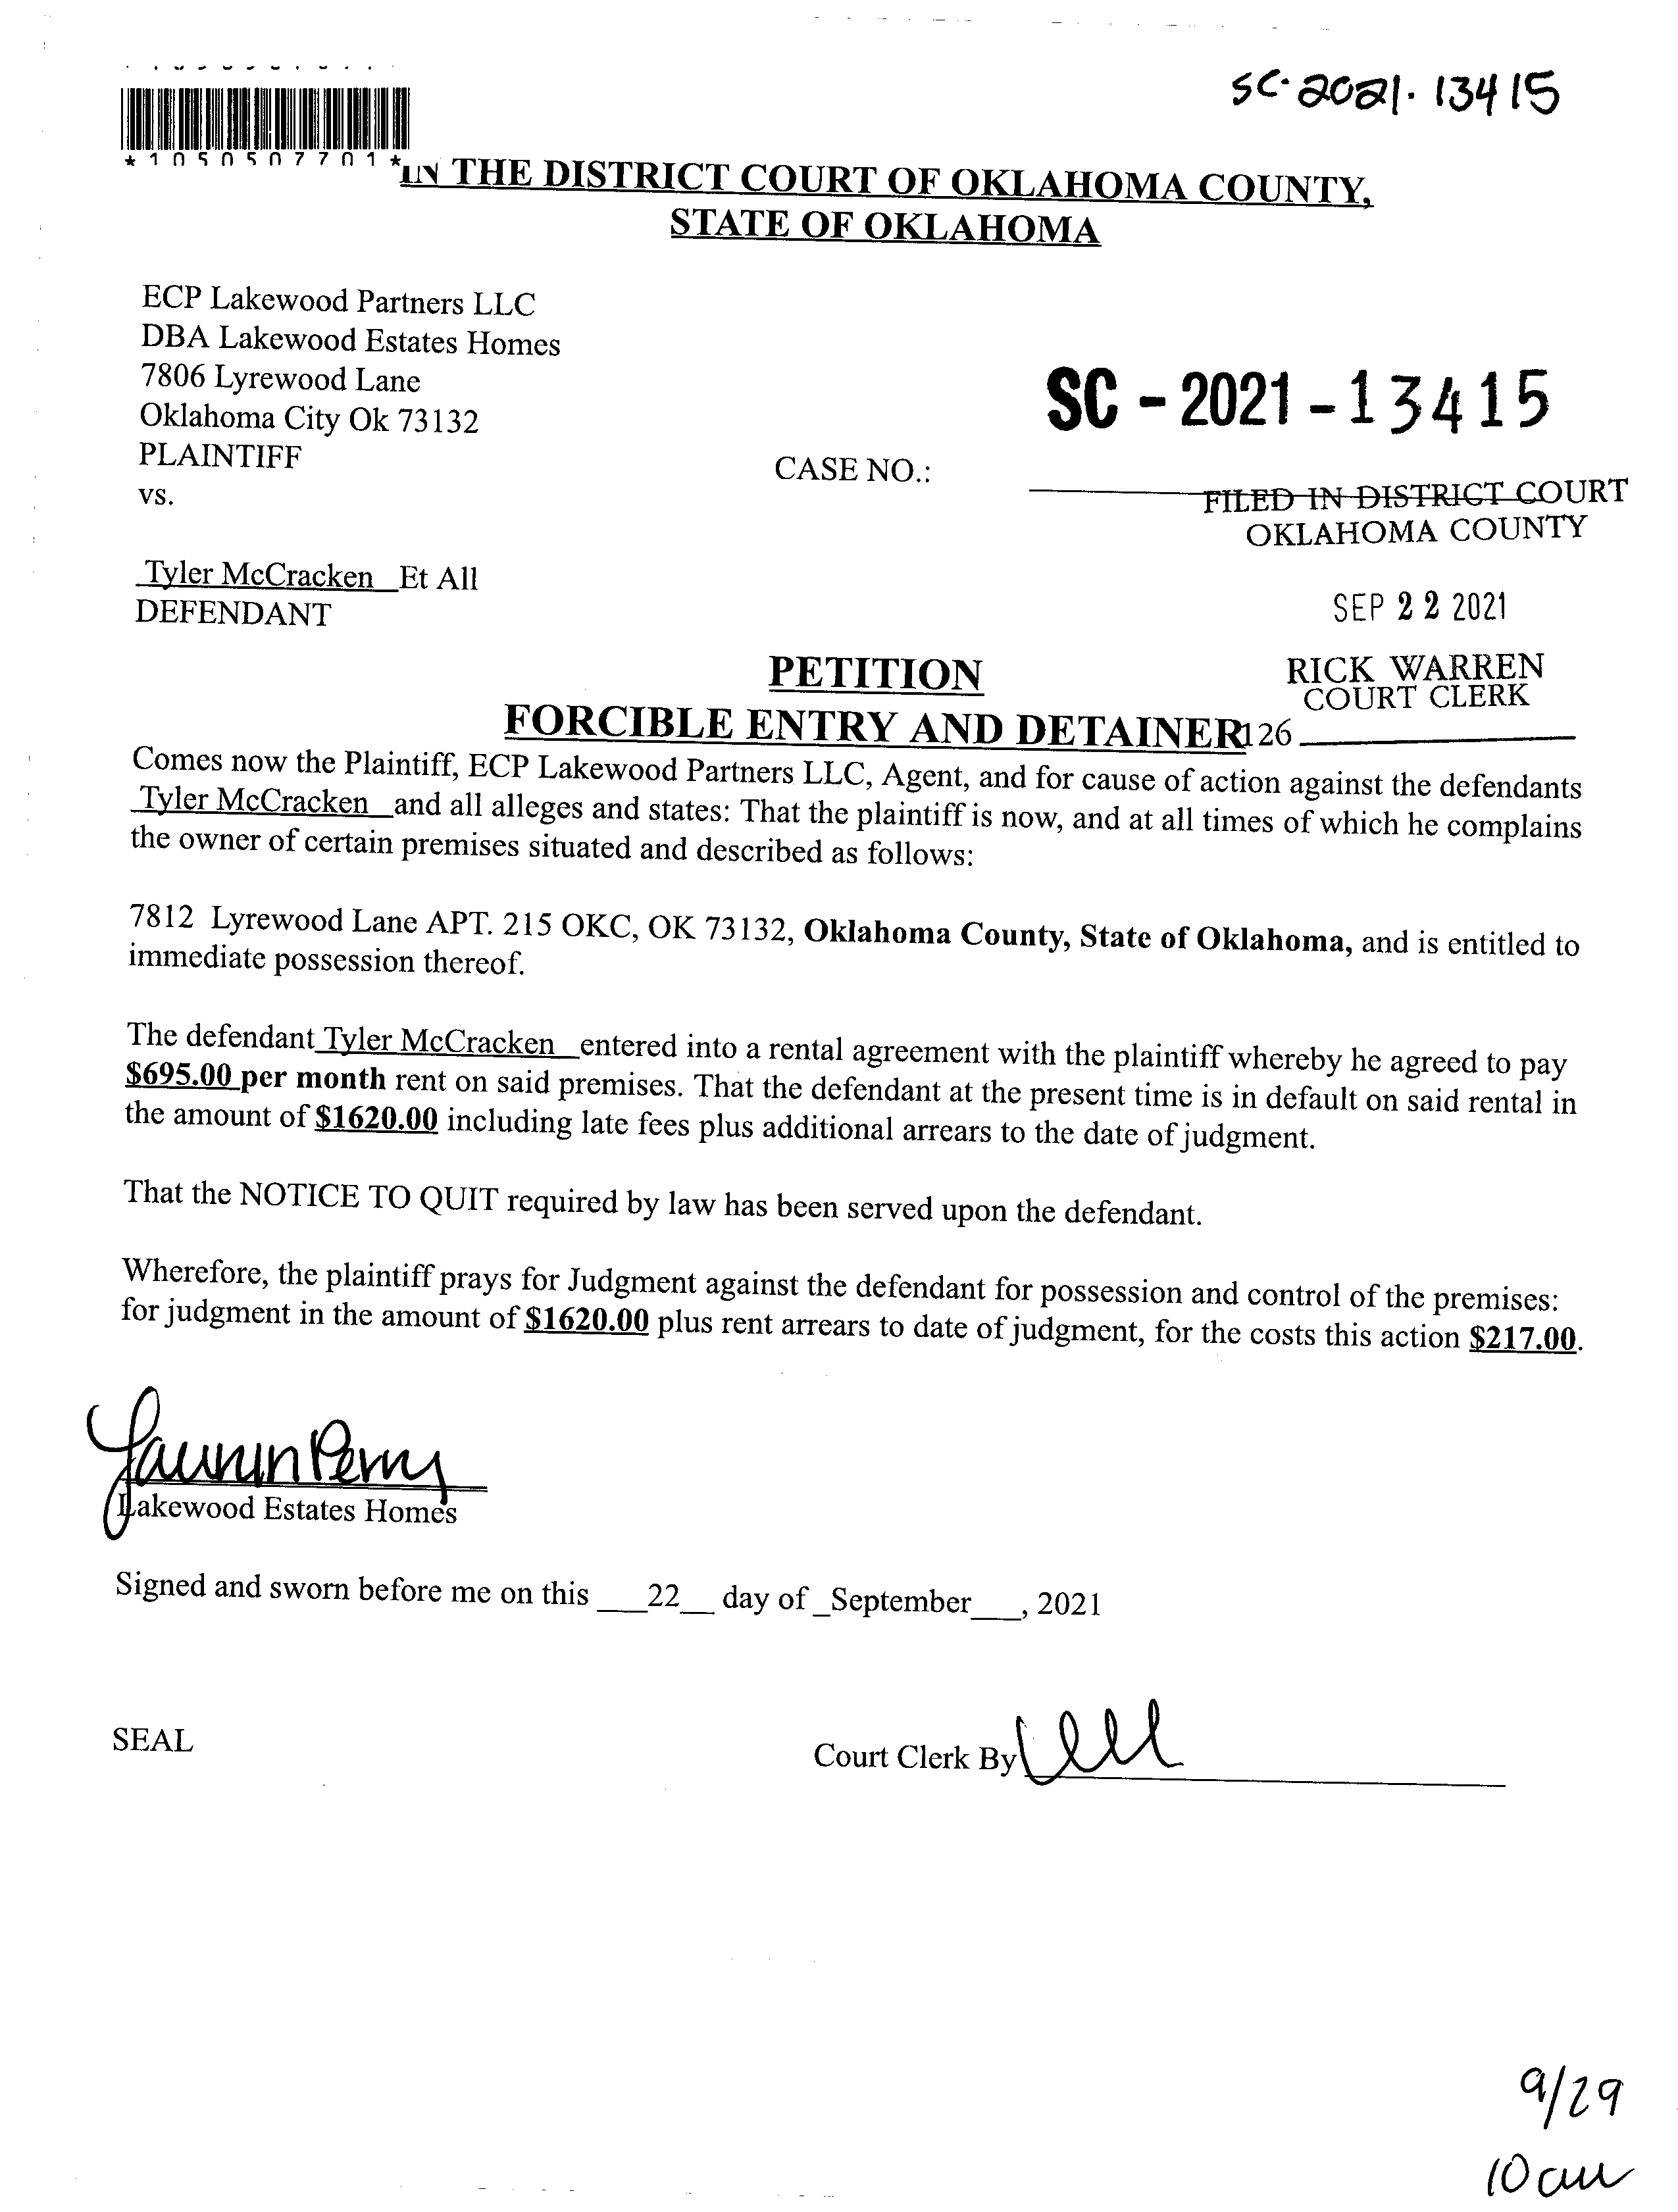 SC-2021-13415
*1050507701*
IN THE DISTRICT COURT OF OKLAHOMA COUNTY,
STATE OF OKLAHOMA
ECP Lakewood Partners LLC
DBA Lakewood Estates Homes
7806 Lyrewood Lane
Oklahoma City Ok 73132
PLAINTIFF
vs.
SC - 2021 - 13415
CASE NO.:
FILED IN DISTRICT COURT
OKLAHOMA COUNTY
Tyler McCracken Et All
DEFENDANT
SEP 22 2021
RICK WARREN
COURT CLERK
PETITION
FORCIBLE ENTRY AND DETAINER
126
Comes now the Plaintiff, ECP Lakewood Partners LLC, Agent, and for cause of action against the defendants
Tyler McCracken and all alleges and states: That the plaintiff is now, and at all times of which he complains
the owner of certain premises situated and described as follows:
7812 Lyrewood Lane APT. 215 OKC, OK 73132, Oklahoma County, State of Oklahoma, and is entitled to
immediate possession thereof.
The defendant Tyler McCracken entered into a rental agreement with the plaintiff whereby he agreed to pay
$695.00 per month rent on said premises. That the defendant at the present time is in default on said rental in
the amount of $1620.00 including late fees plus additional arrears to the date of judgment.
That the NOTICE TO QUIT required by law has been served upon the defendant.
Wherefore, the plaintiff prays for Judgment against the defendant for possession and control of the premises:
for judgment in the amount of $1620.00 plus rent arrears to date of judgment, for the costs this action $217.00.
Perry
Lakewood Estates Homes
Signed and sworn before me on this 22 day of September, 2021
SEAL
Court Clerk By
9/29
10am